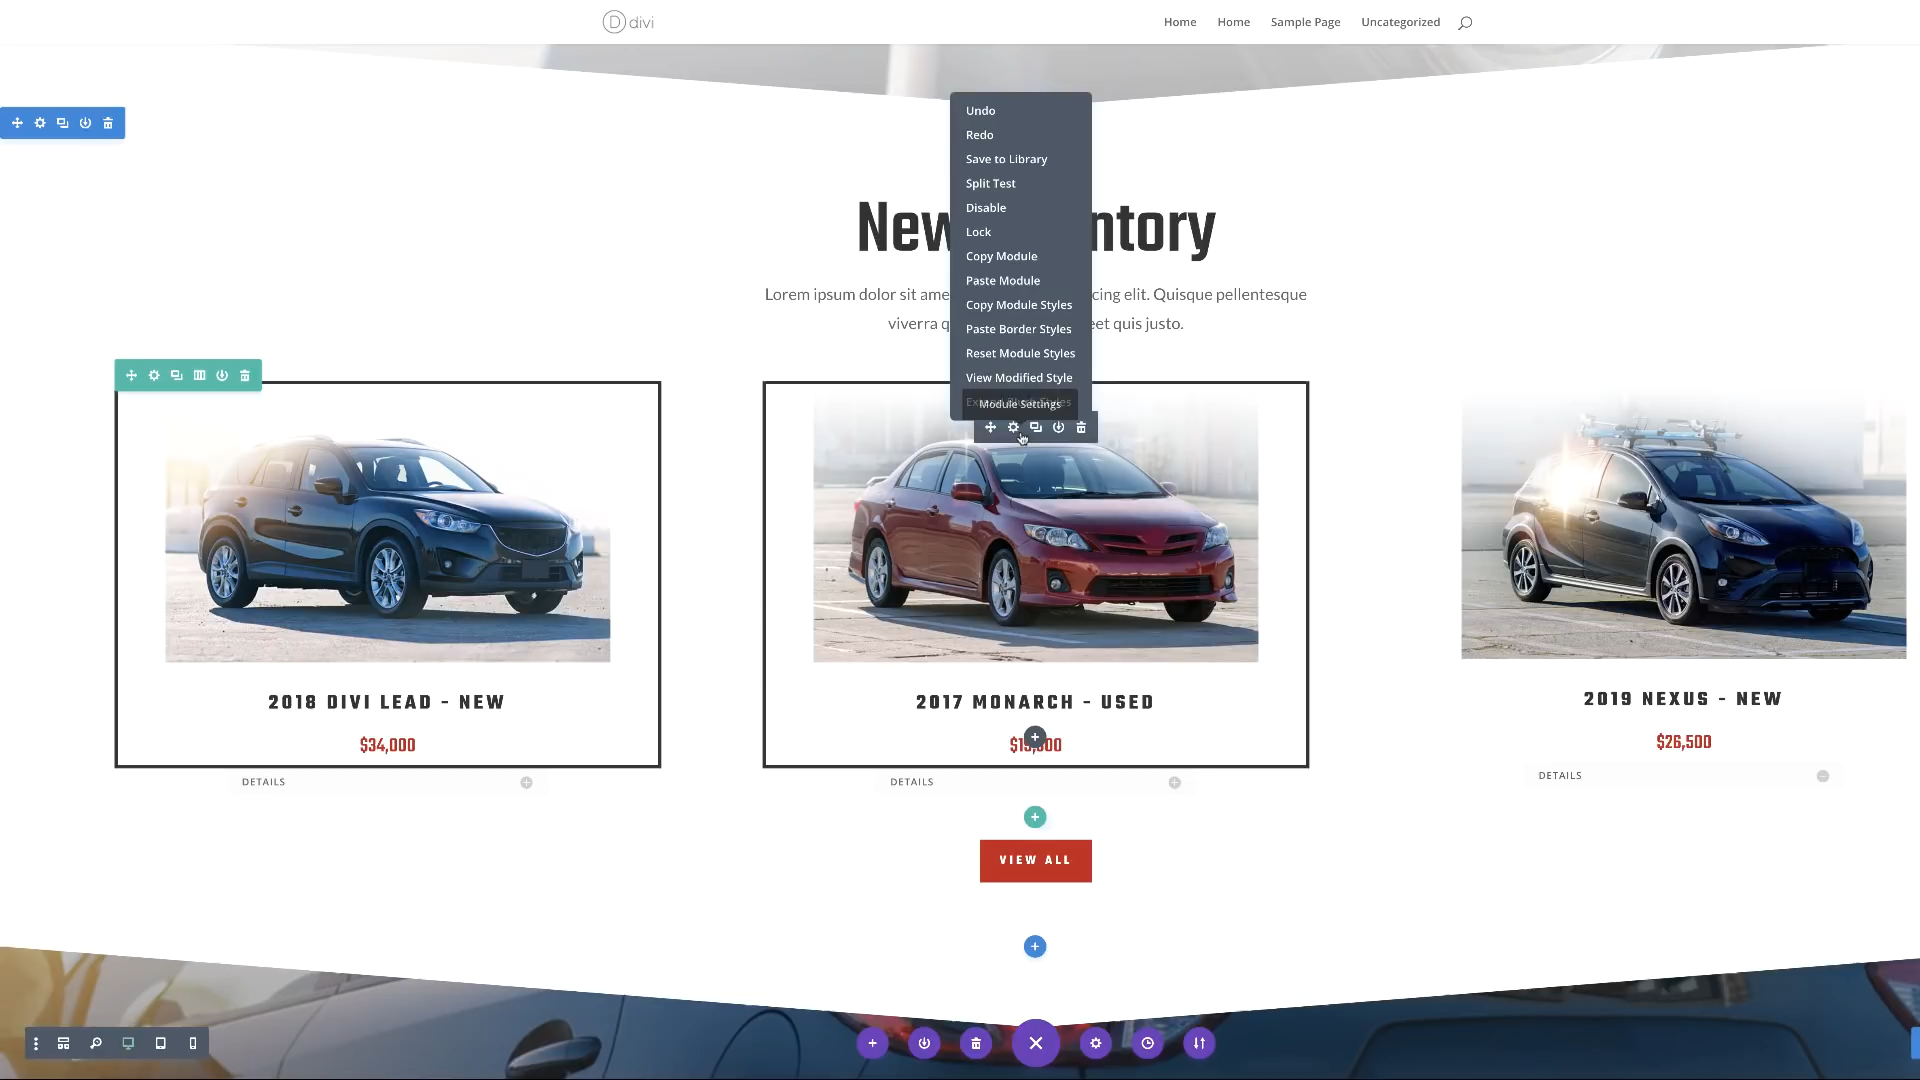 divi
Home
Home
Sample Page
Uncategorized
Undo
Redo
Save to Library
Split Test
Disable
Lock
Copy Module
Paste Module
Copy Module Styles
Paste Border Styles
Reset Module Styles
View Modified Style
Module Settings
New ntory
Lorem ipsum dolor sit ame cing elit. Quisque pellentesque
viverra q eet quis justo.
2018 DIVI LEAD - NEW
$34,000
DETAILS
2017 MONARCH - USED
DETAILS
2019 NEXUS - NEW
$26,500
DETAILS
VIEW ALL